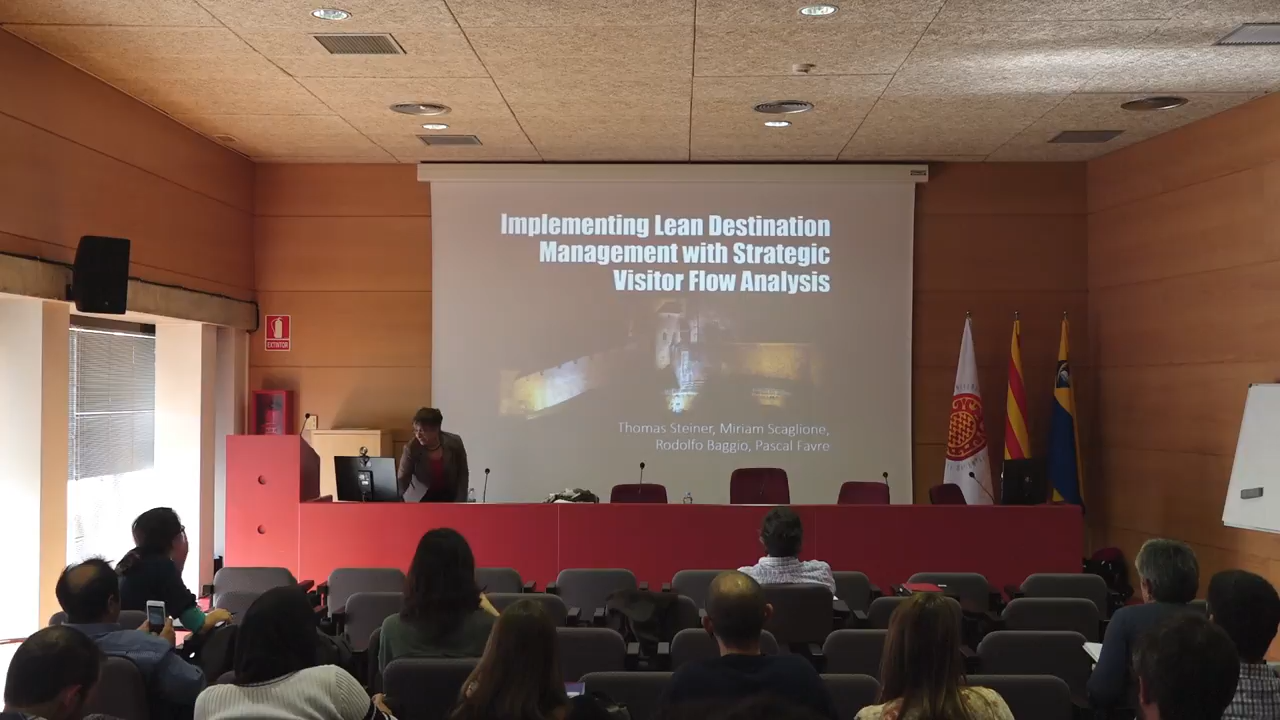 Implementing Lean Destination
Management with Strategic
Visitor Flow Analysis
Thomas Steiner, Miriam Scaglione,
Rodolfo Baggio, Pascal Favre
EXTINTOR